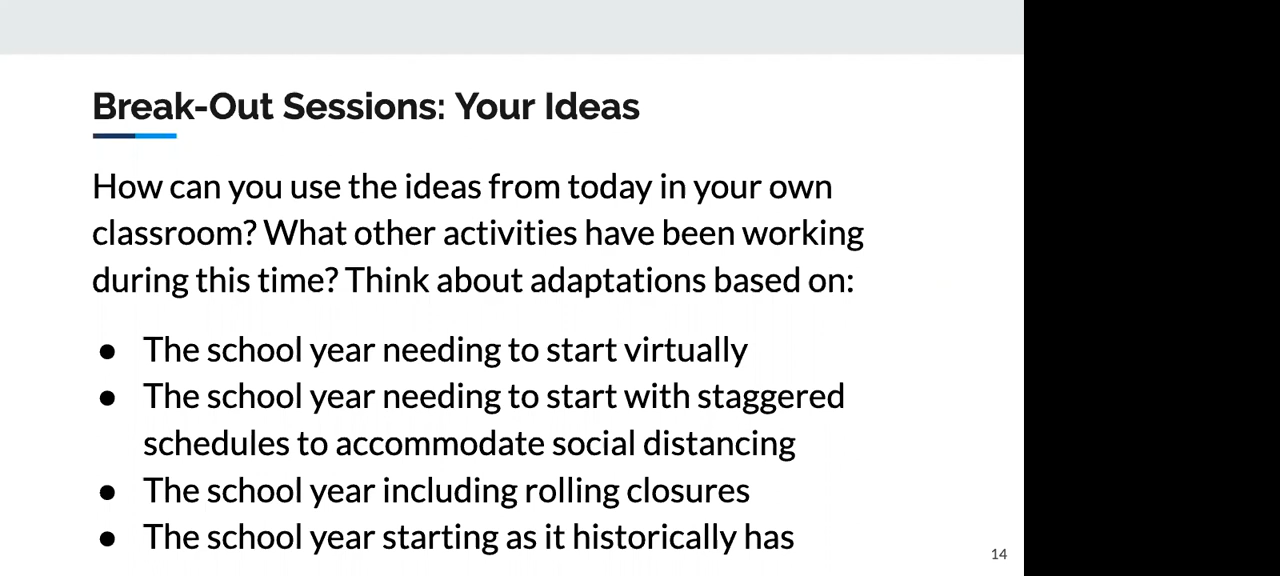 Break-Out Sessions: Your Ideas
How can you use the ideas from today in your own
classroom? What other activities have been working
during this time? Think about adaptations based on:
● The school year needing to start virtually
● The school year needing to start with staggered
schedules to accommodate social distancing
● The school year including rolling closures
● The school year starting as it historically has
14